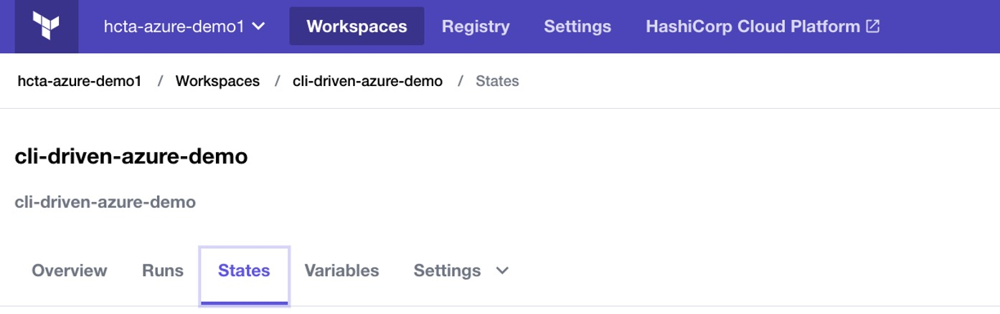 hcta-azure-demo1 Workspaces Registry Settings HashiCorp Cloud Platform
hcta-azure-demo1 / Workspaces / cli-driven-azure-demo / States
cli-driven-azure-demo
cli-driven-azure-demo
Overview Runs States Variables Settings